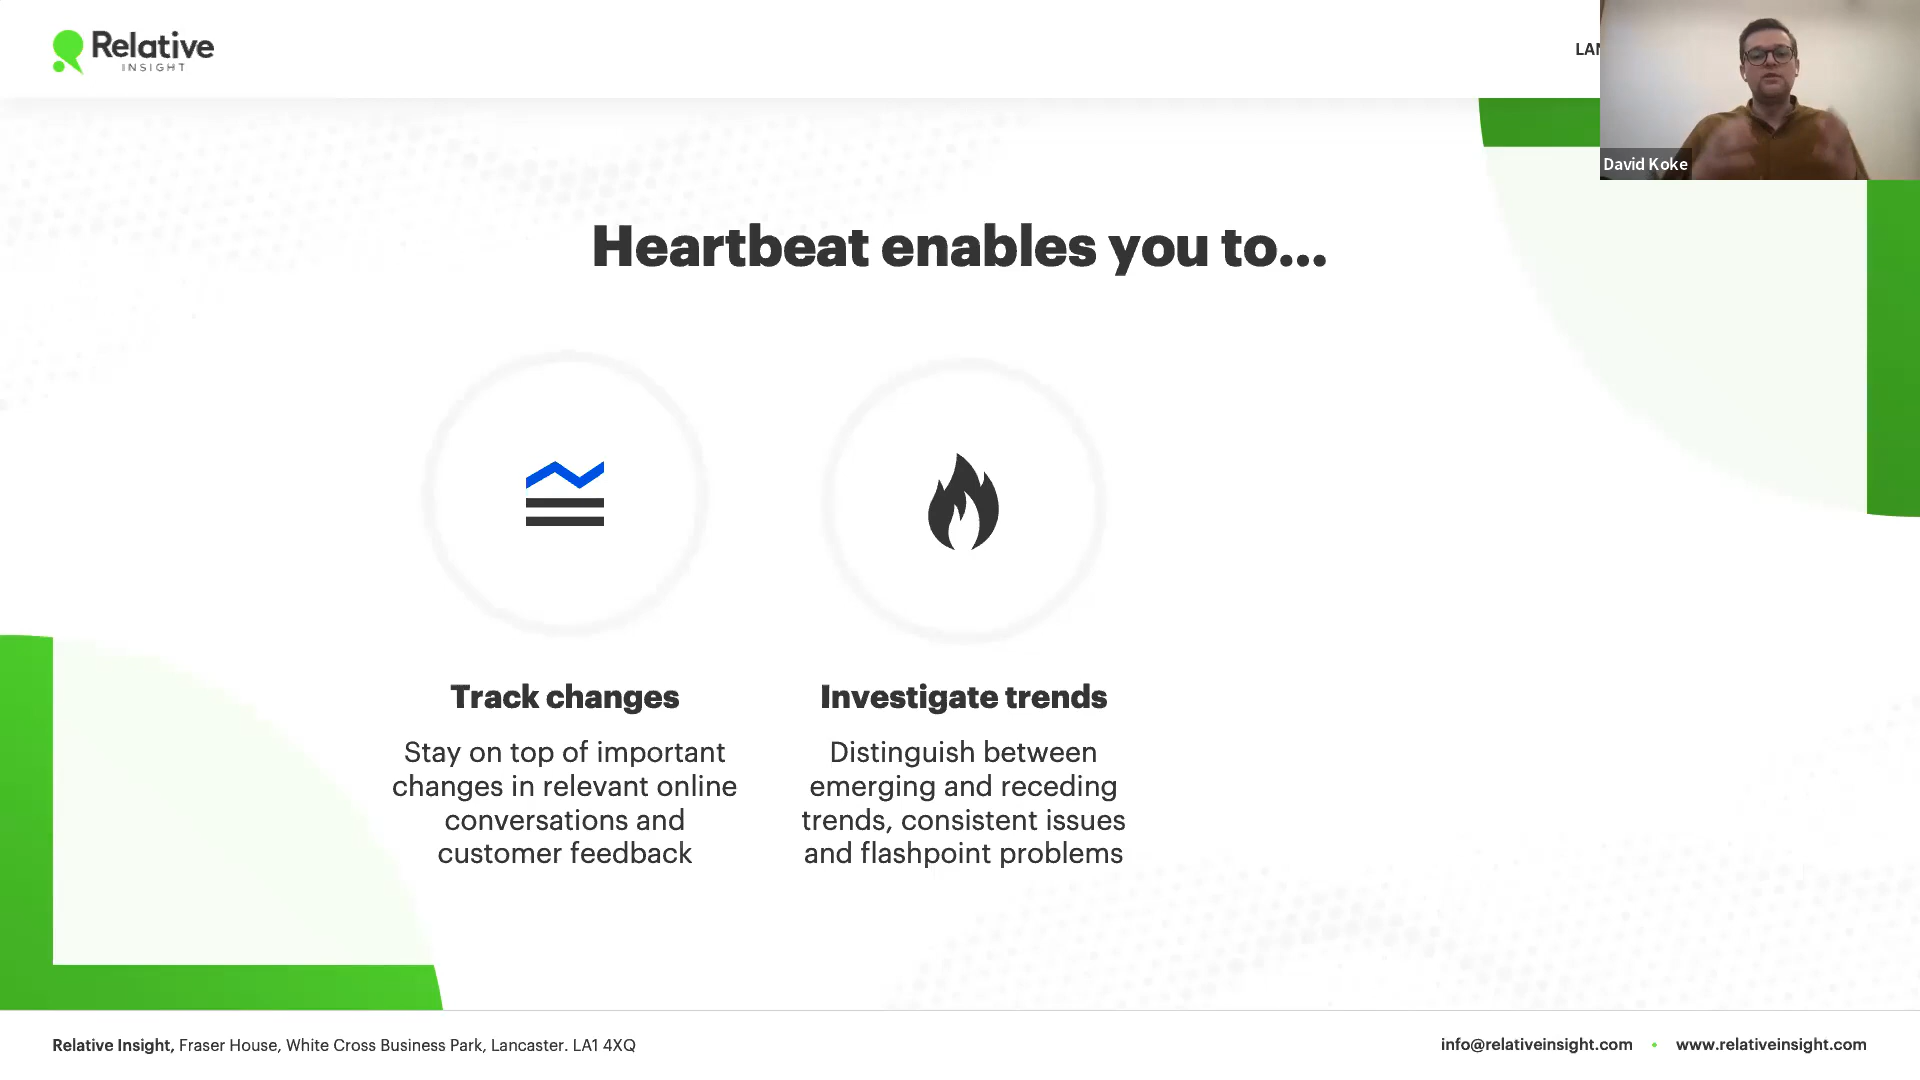 Relative
INSIGHT
David Koke
Heartbeat enables you to...
Track changes
Stay on top of important
changes in relevant online
conversations and
customer feedback
Investigate trends
Distinguish between
emerging and receding
trends, consistent issues
and flashpoint problems
Relative Insight, Fraser House, White Cross Business Park, Lancaster. LA1 4XQ
info@relativeinsight.com • www.relativeinsight.com